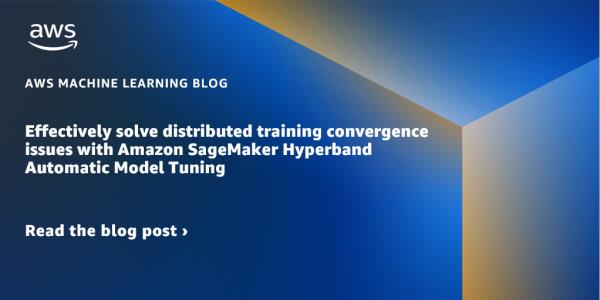 aws
AWS MACHINE LEARNING BLOG
Effectively solve distributed training convergence
issues with Amazon SageMaker Hyperband
Automatic Model Tuning
Read the blog post ›